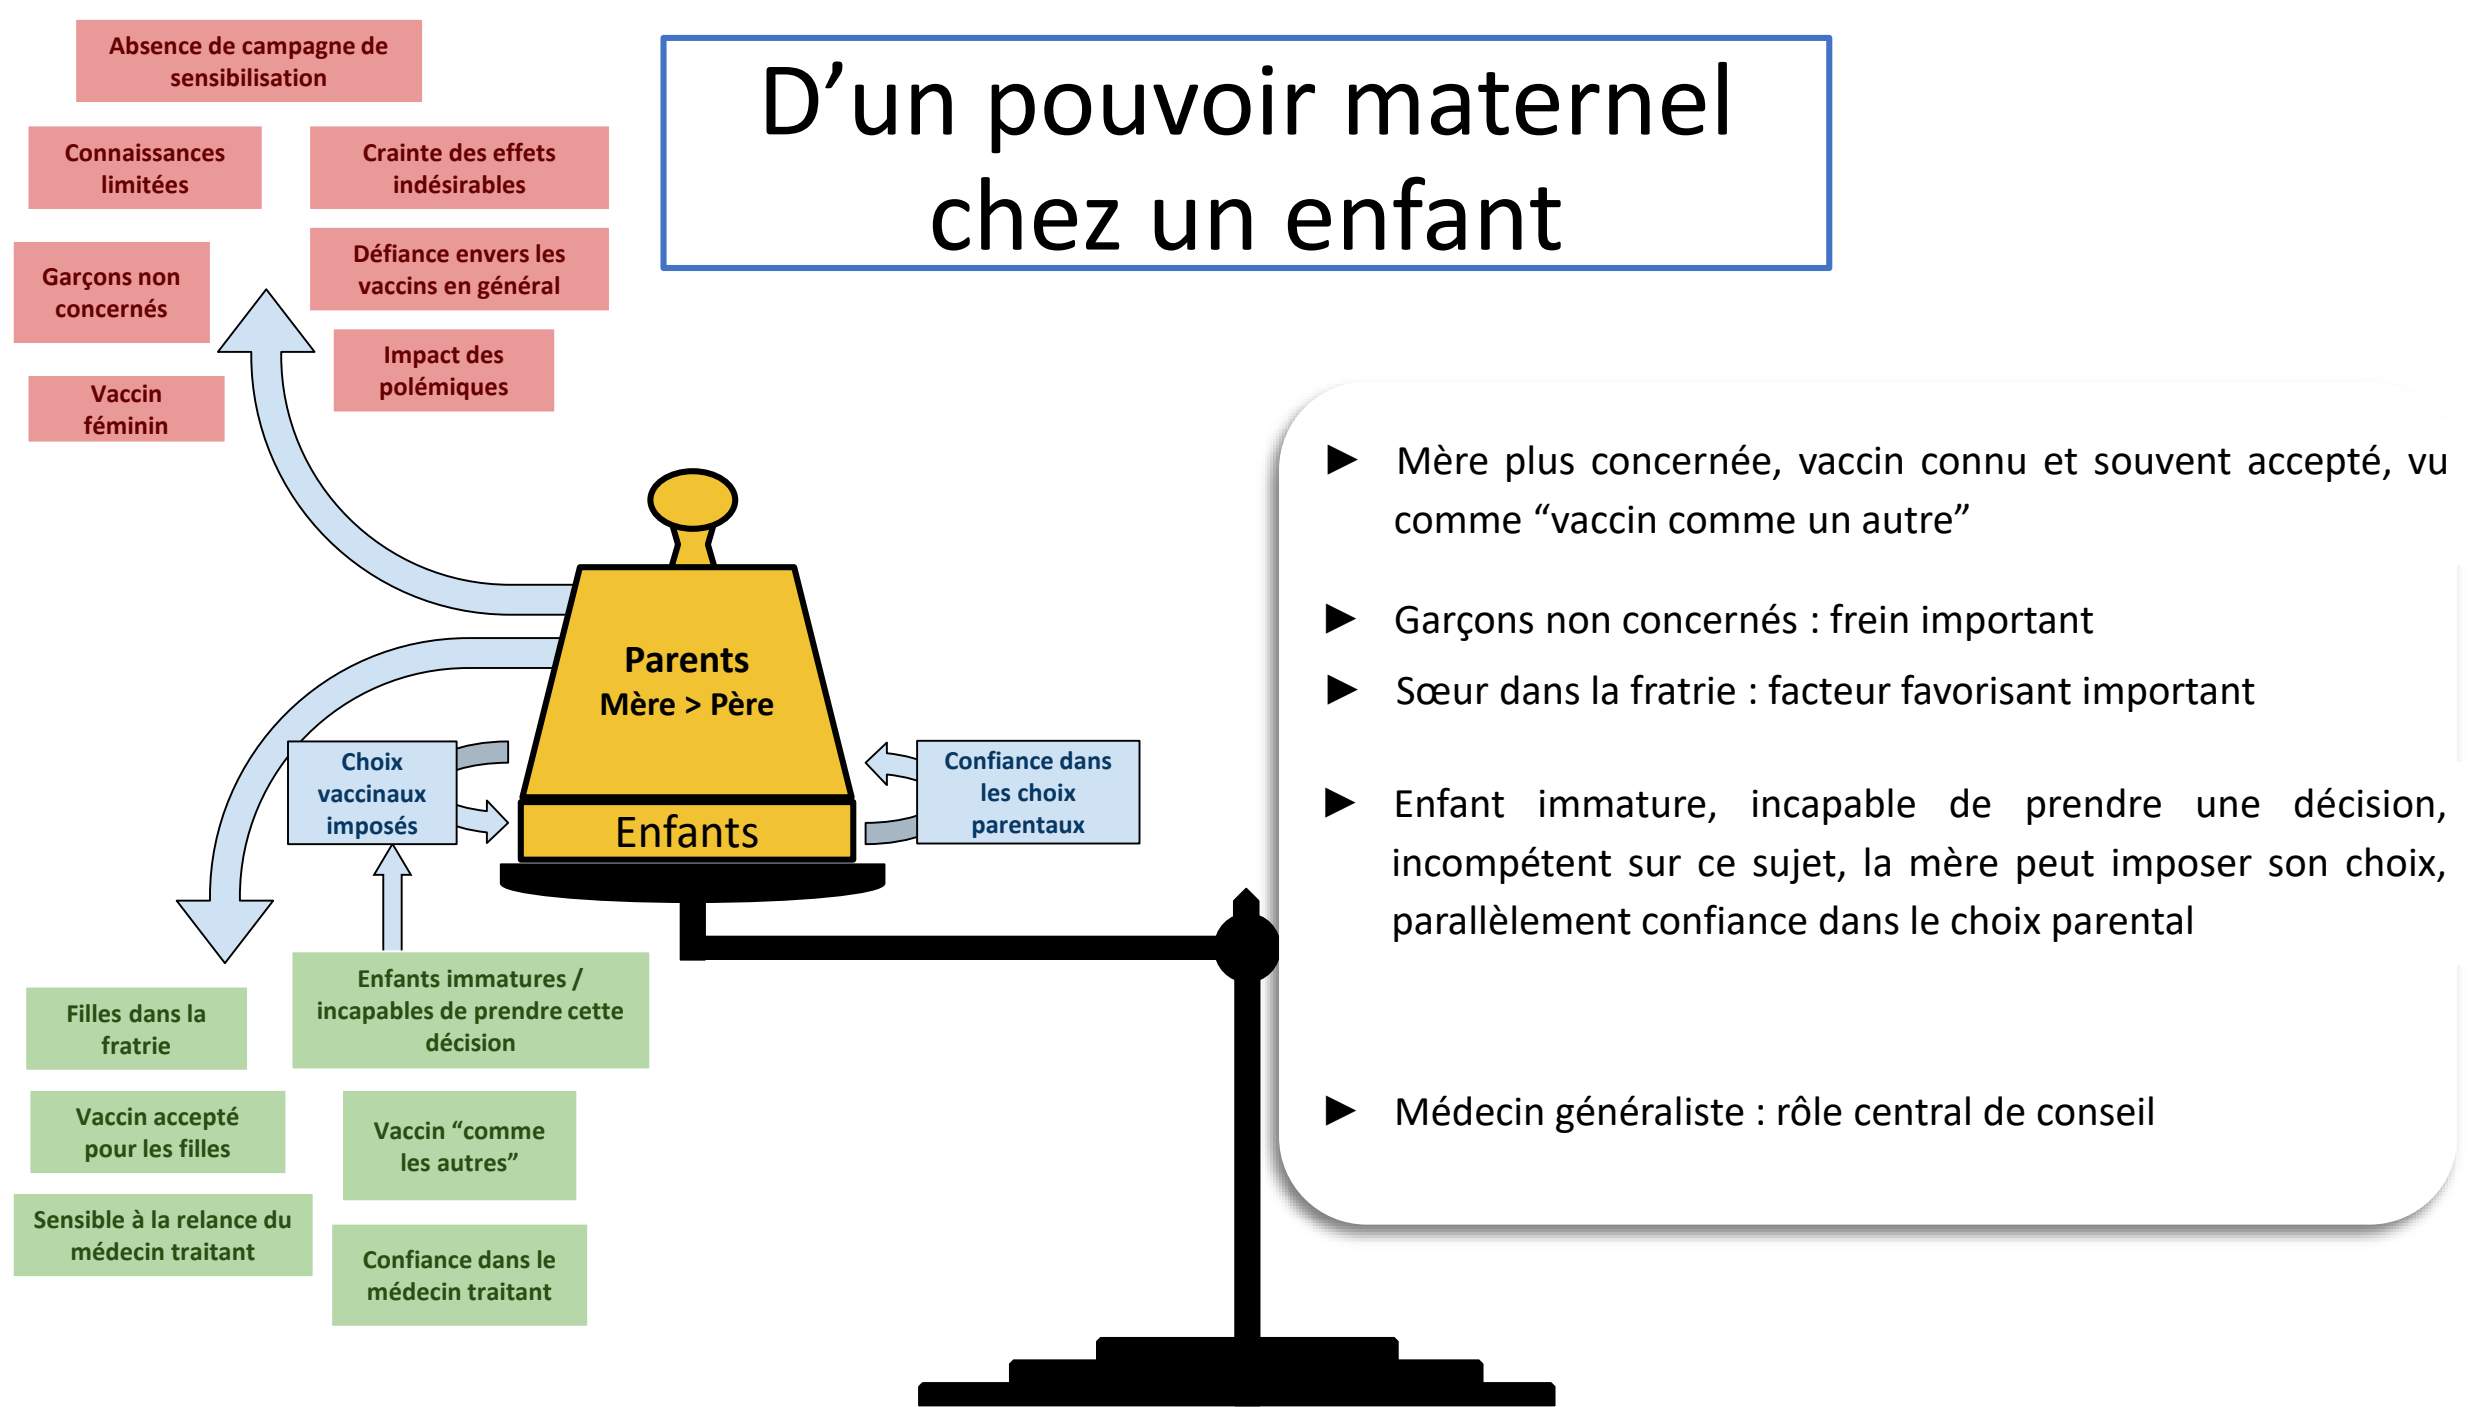 D’un pouvoir maternel
chez un enfant
Absence de campagne de
sensibilisation
Connaissances
limitées
Crainte des effets
indésirables
Garçons non
concernés
Défiance envers les
vaccins en général
Impact des
polémiques
Vaccin
féminin
Parents
Mère > Père
Enfants
Choix
vaccinaux
imposés
Confiance dans
les choix
parentaux
Enfants immatures /
incapables de prendre cette
décision
Filles dans la
fratrie
Vaccin accepté
pour les filles
Vaccin “comme
les autres”
Sensible à la relance du
médecin traitant
Confiance dans le
médecin traitant
► Mère plus concernée, vaccin connu et souvent accepté, vu
comme “vaccin comme un autre”
► Garçons non concernés : frein important
► Sœur dans la fratrie : facteur favorisant important
► Enfant immature, incapable de prendre une décision,
incompétent sur ce sujet, la mère peut imposer son choix,
parallèlement confiance dans le choix parental
► Médecin généraliste : rôle central de conseil